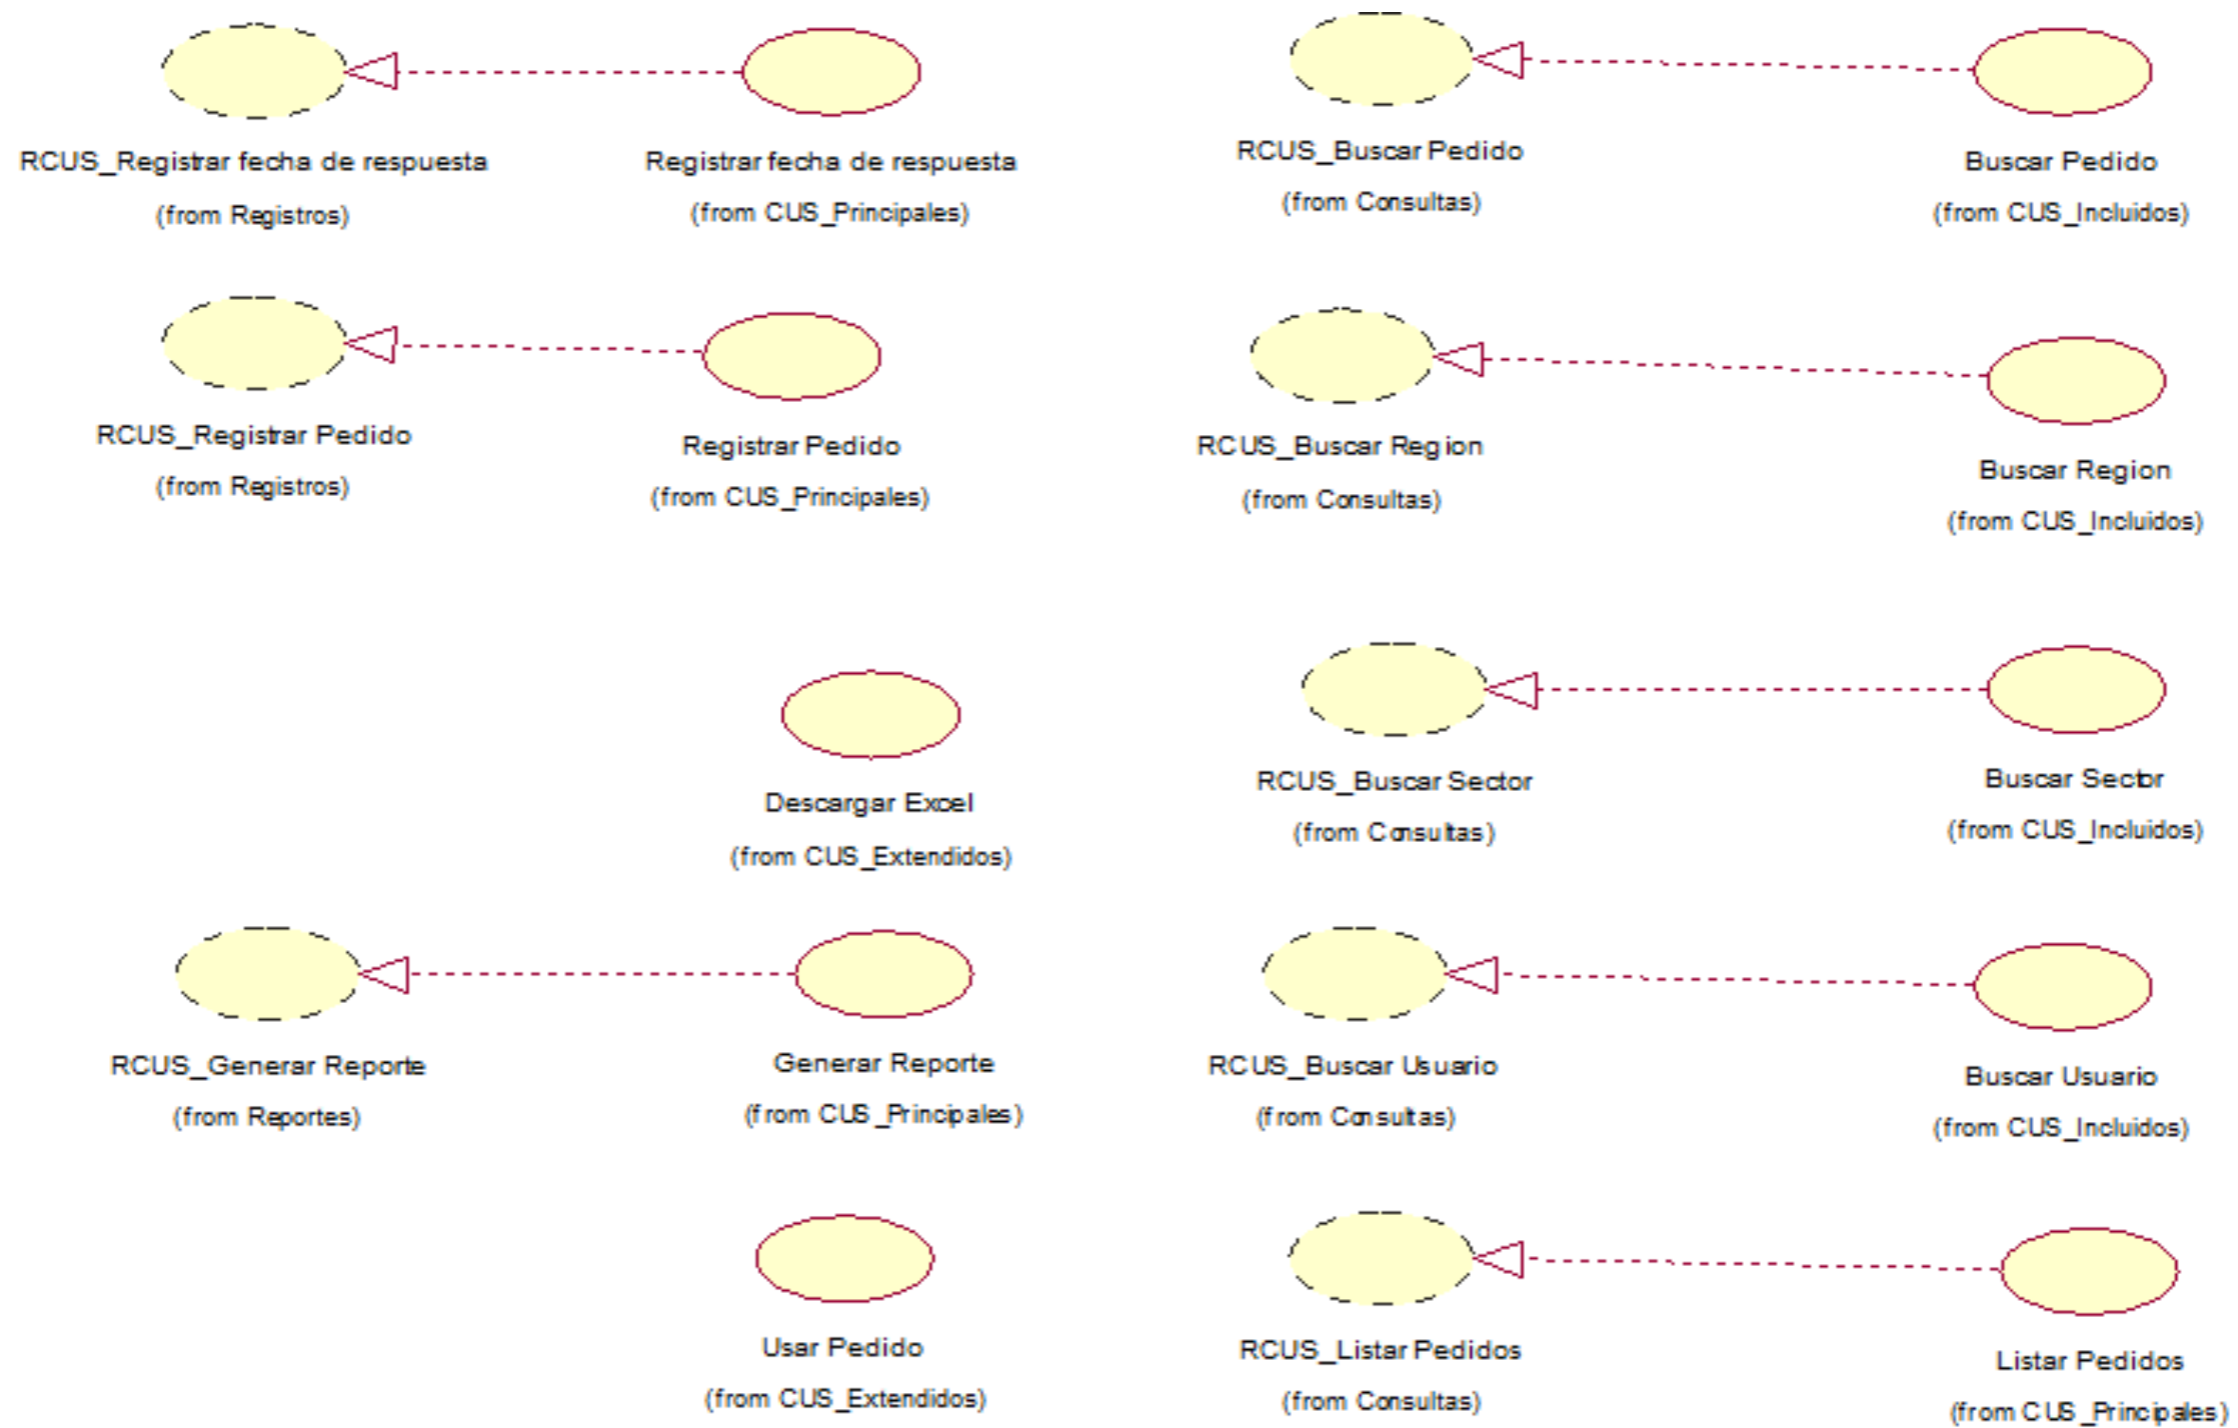 RCUS_Registrar fecha de respuesta
(from Registros)
Registrar fecha de respuesta
(from CUS_Principales)
RCUS_Buscar Pedido
(from Consultas)
Buscar Pedido
(from CUS_Incluidos)
RCUS_Registrar Pedido
(from Registros)
Registrar Pedido
(from CUS_Principales)
RCUS_Buscar Region
(from Consultas)
Buscar Region
(from CUS_Incluidos)
Descargar Excel
(from CUS_Extendidos)
RCUS_Buscar Sector
(from Consultas)
Buscar Sector
(from CUS_Incluidos)
RCUS_Generar Reporte
(from Reportes)
Generar Reporte
(from CUS_Principales)
RCUS_Buscar Usuario
(from Consultas)
Buscar Usuario
(from CUS_Incluidos)
Usar Pedido
(from CUS_Extendidos)
RCUS_Listar Pedidos
(from Consultas)
Listar Pedidos
(from CUS_Principales)